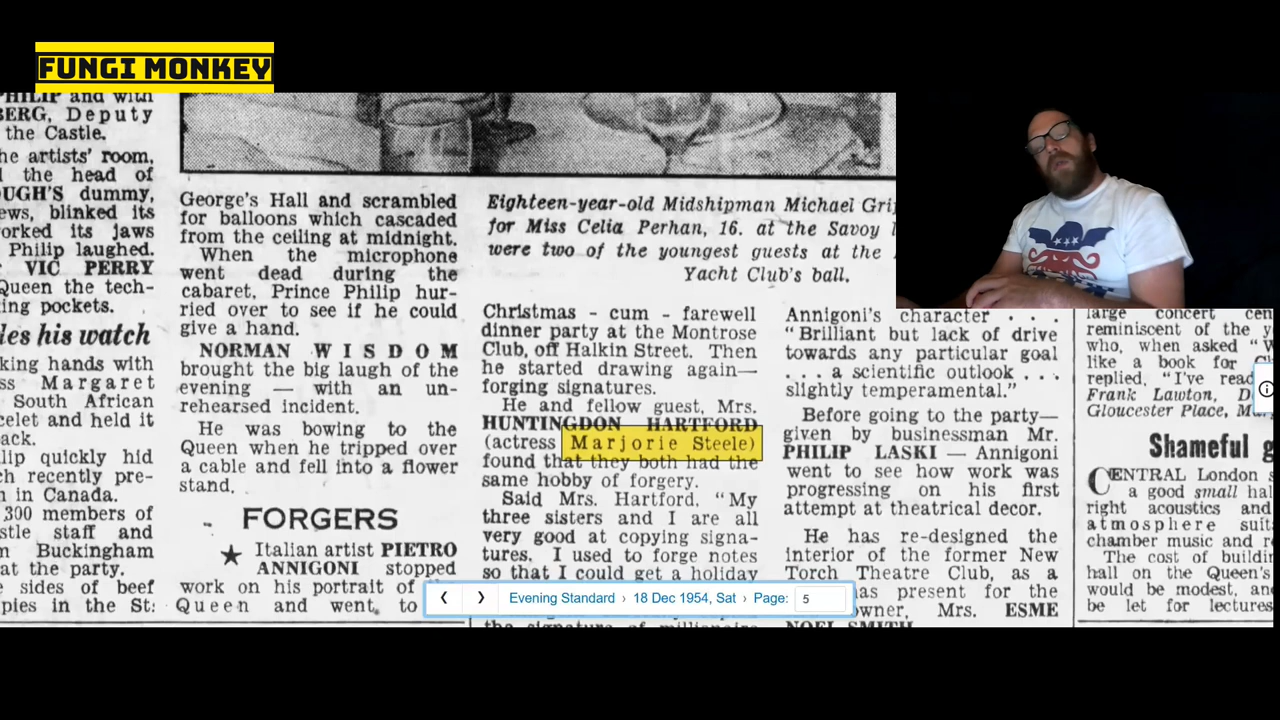 FUNGI MONKEY
PHILIP and with
BERG, Deputy
the Castle.
he artists' room,
the head of
OUGH'S dummy,
ews, blinked its
orked its jaws
Philip laughed.
VIC PERRY
Queen the tech-
ing pockets.
les his watch
king hands with
ss Margaret
South African
celet and held it
ack.
lip quickly hid
ch recently pre-
n in Canada.
300 members of
stle staff and
m Buckingham
at the party.
e sides of beef
pies in the St:
George's Hall and scrambled
for balloons which cascaded
from the ceiling at midnight.
When the microphone
went dead during the
cabaret, Prince Philip hur-
ried over to see if he could
give a hand.
NORMAN WISDOM
brought the big laugh of the
evening — with an un-
rehearsed incident.
He was bowing to the
Queen when he tripped over
a cable and fell into a flower
stand.
FORGERS
★ Italian artist PIETRO
ANNIGONI stopped
work on his portrait of the
Queen and went to
Eighteen-year-old Midshipman Michael Gri
for Miss Celia Perhan, 16. at the Savoy
were two of the youngest guests at the
Yacht Club's ball.
Christmas - cum - farewell
dinner party at the Montrose
Club, off Halkin Street. Then
he started drawing again—
forging signatures.
He and fellow guest, Mrs.
HUNTINGDON HARTFORD
(actress Marjorie Steele)
found that they both had the
same hobby of forgery.
Said Mrs. Hartford. "My
three sisters and I are all
very good at copying signa-
tures. I used to forge notes
so that I could get a holiday
the signature of millionaire
Annigoni's character . . .
"Brilliant but lack of drive
towards any particular goal
. . . a scientific outlook . . .
slightly temperamental."
Before going to the party—
given by businessman Mr.
PHILIP LASKI — Annigoni
went to see how work was
progressing on his first
attempt at theatrical decor.
He has re-designed the
interior of the former New
Torch Theatre Club, as a
has present for the
owner, Mrs. ESME
NOEL SMITH
large concert cen
reminiscent of the y
who, when asked
like a book for
replied, "I've read
Frank Lawton, D
Gloucester Place,
Shameful g
CENTRAL London s
a good small hal
right acoustics and
atmosphere suit
chamber music and re
The cost of buildin
hall on the Queen's
would be modest, an
be let for lectures
Evening Standard › 18 Dec 1954, Sat › Page: 5